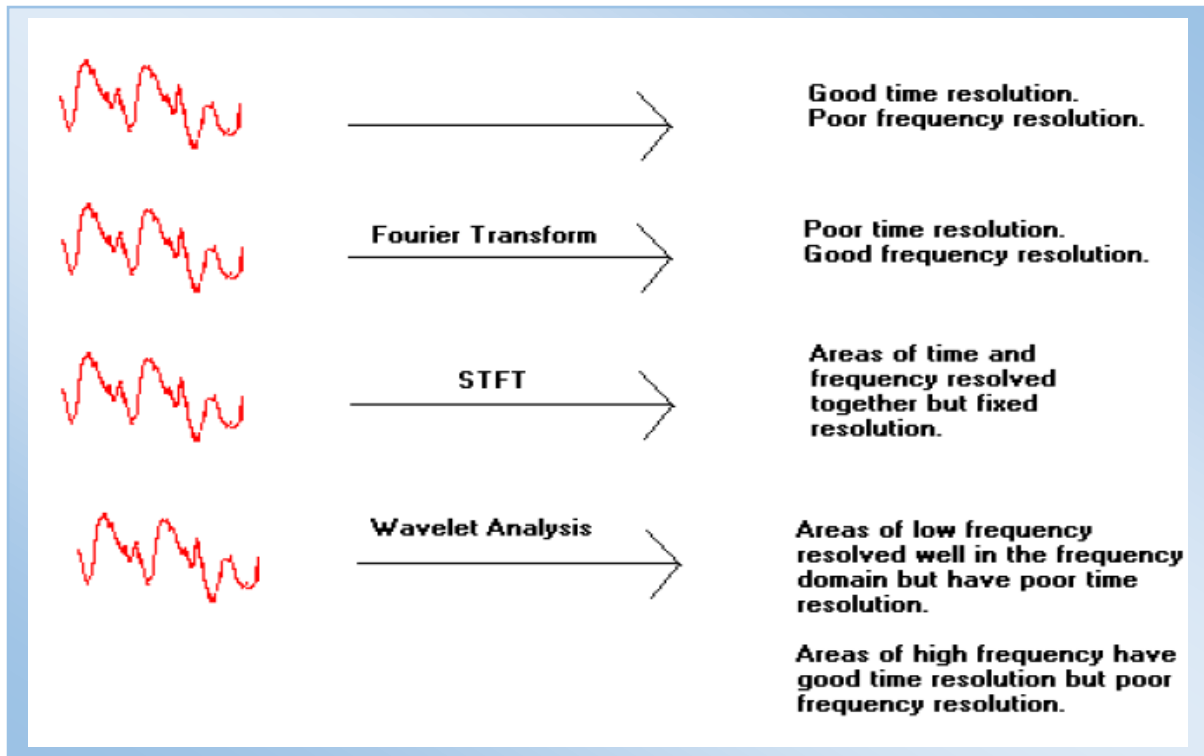 Good time resolution.
Poor frequency resolution.
Fourier Transform
Poor time resolution.
Good frequency resolution.
STFT
Areas of time and
frequency resolved
together but fixed
resolution.
Wavelet Analysis
Areas of low frequency
resolved well in the frequency
domain but have poor time
resolution.
Areas of high frequency have
good time resolution but poor
frequency resolution.